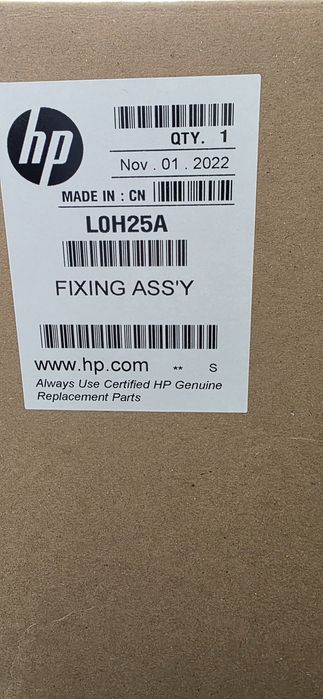 hp
QTY. 1
Nov . 01 . 2022
MADE IN : CN
L0H25A
FIXING ASS'Y
www.hp.com ** S
Always Use Certified HP Genuine
Replacement Parts